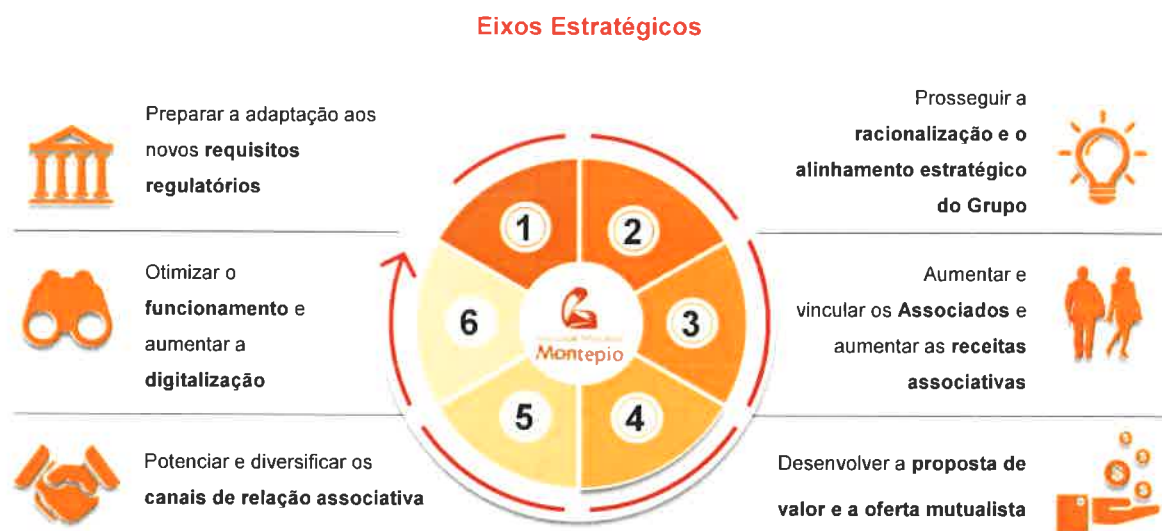 Eixos Estratégicos
Preparar a adaptação aos
novos requisitos
regulatórios
Prosseguir a
racionalização e o
alinhamento estratégico
do Grupo
Otimizar o
funcionamento e
aumentar a
digitalização
Aumentar e
vincular os Associados e
aumentar as receitas
associativas
Potenciar e diversificar os
canais de relação associativa
Desenvolver a proposta de
valor e a oferta mutualista
1
2
3
4
5
6
Montepio